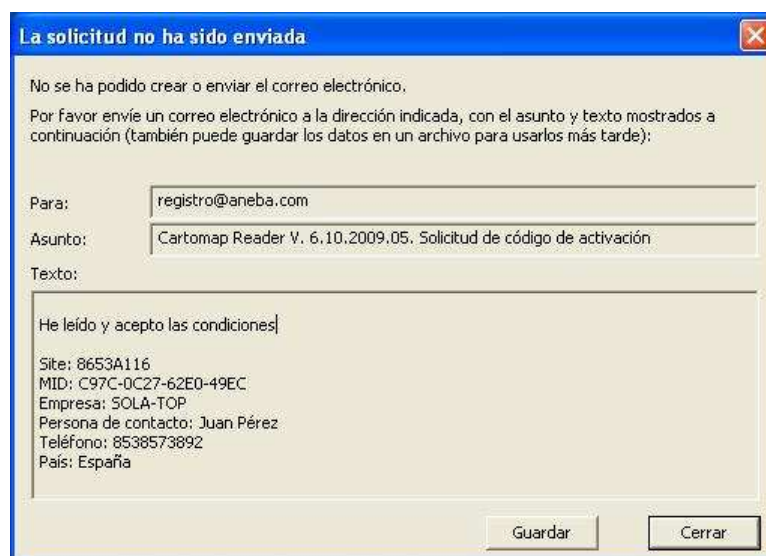 La solicitud no ha sido enviada
No se ha podido crear o enviar el correo electrónico.
Por favor envíe un correo electrónico a la dirección indicada, con el asunto y texto mostrados a
continuación (también puede guardar los datos en un archivo para usarlos más tarde):
Para: registro@aneba.com
Asunto: Cartomap Reader V. 6.10.2009.05. Solicitud de código de activación
Texto:
He leído y acepto las condiciones
Site: 8653A116
MID: C97C-0C27-62E0-49EC
Empresa: SOLA-TOP
Persona de contacto: Juan Pérez
Teléfono: 8538573892
País: España
Guardar Cerrar